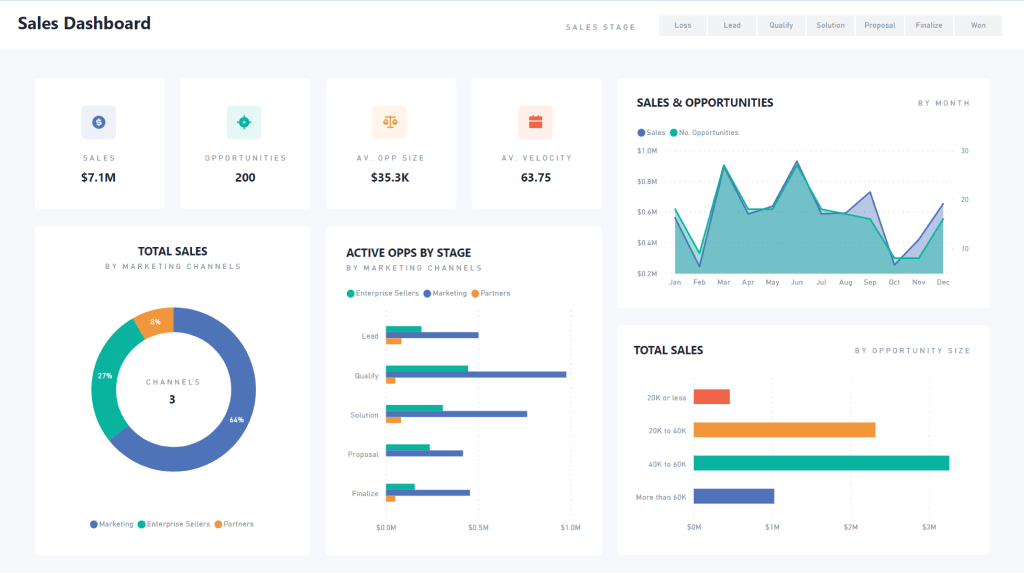 Sales Dashboard
SALES STAGE
Loss Lead Qualify Solution Proposal Finalize Won
SALES
$7.1M
OPPORTUNITIES
200
AV. OPP SIZE
$35.3K
AV. VELOCITY
63.75
SALES & OPPORTUNITIES
BY MONTH
Sales No. Opportunities
$1.0M
$0.8M
$0.6M
$0.4M
$0.2M
30
20
10
Jan Feb Mar Apr May Jun Jul Aug Sep Oct Nov Dec
TOTAL SALES
BY MARKETING CHANNELS
8%
27%
64%
CHANNELS
3
Marketing Enterprise Sellers Partners
ACTIVE OPPS BY STAGE
BY MARKETING CHANNELS
Enterprise Sellers Marketing Partners
Lead
Qualify
Solution
Proposal
Finalize
$0.0M $0.5M $1.0M
TOTAL SALES
BY OPPORTUNITY SIZE
20K or less
20K to 40K
40K to 60K
More than 60K
$0M $1M $2M $3M